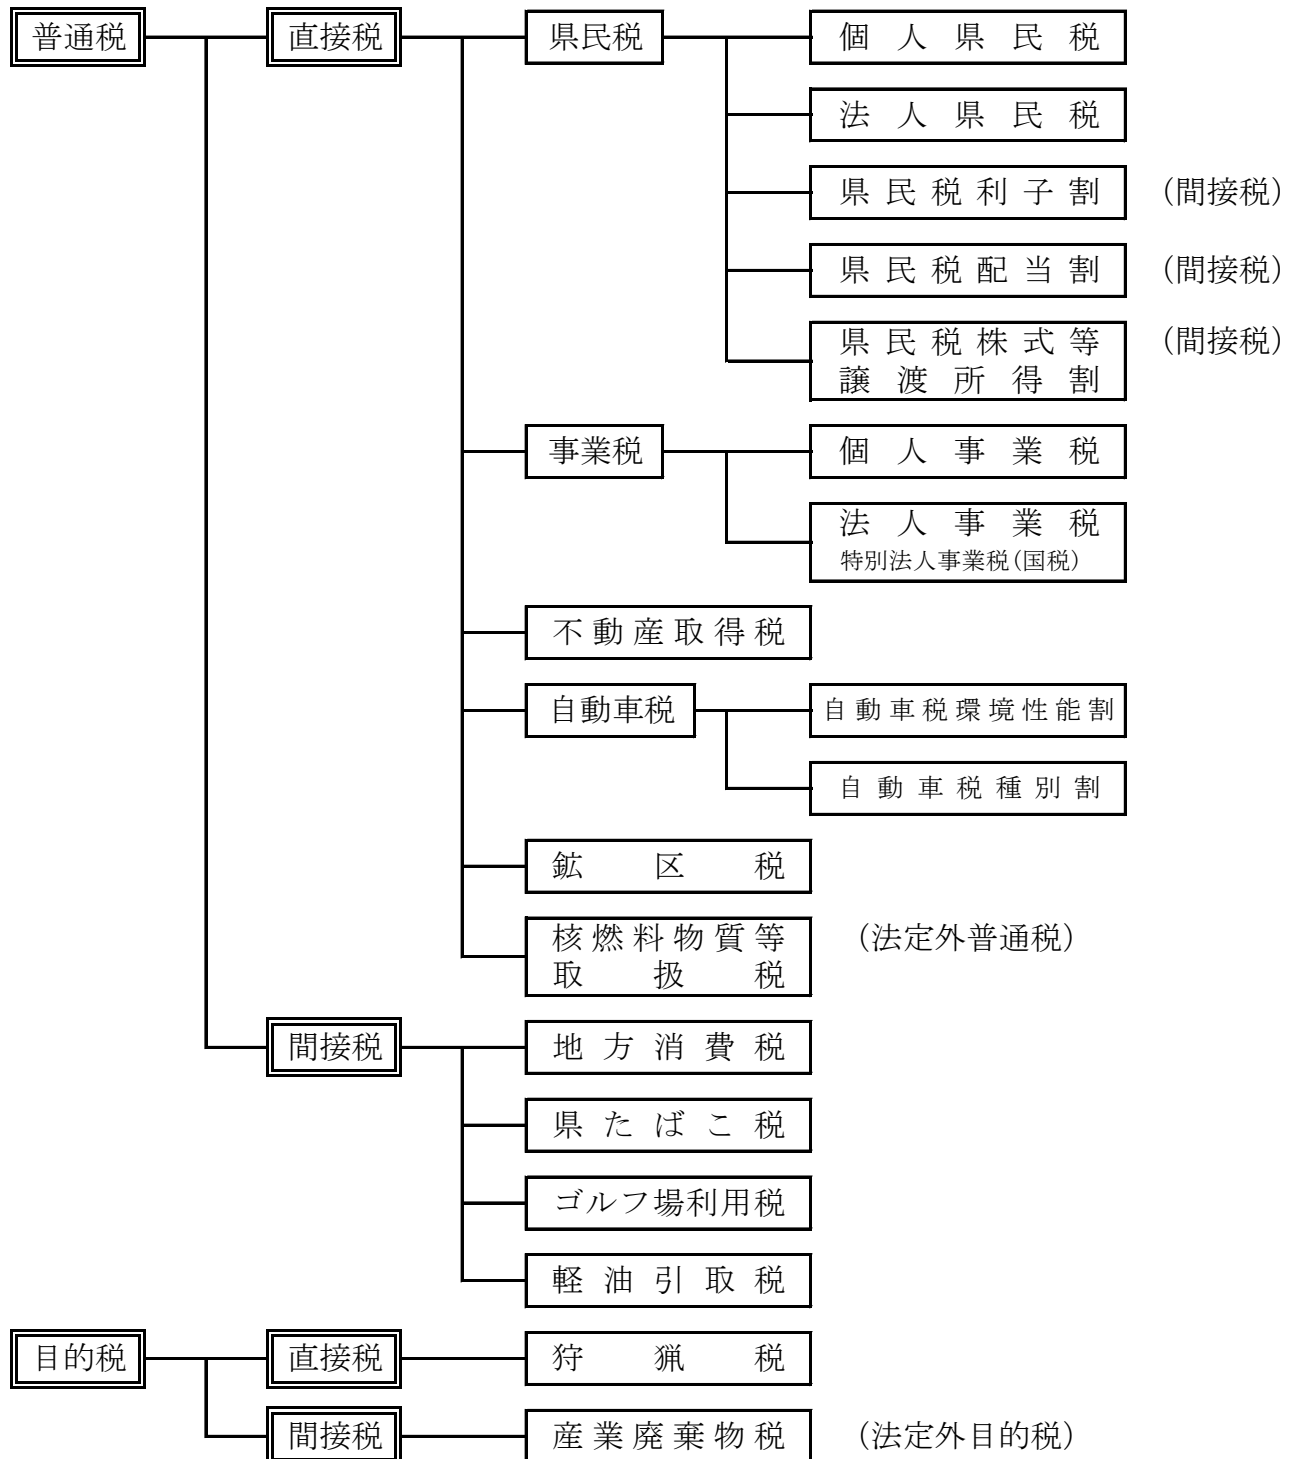 普通税
直接税
県民税
個人県民税
法人県民税
県民税利子割 （間接税）
県民税配当割 （間接税）
県民税株式等 （間接税）
譲渡所得割
事業税
個人事業税
法人事業税
特別法人事業税（国税）
不動産取得税
自動車税
自動車税環境性能割
自動車税種別割
鉱区税
核燃料物質等 （法定外普通税）
取扱税
間接税
地方消費税
県たばこ税
ゴルフ場利用税
軽油引取税
目的税
直接税
狩猟税
間接税
産業廃棄物税 （法定外目的税）